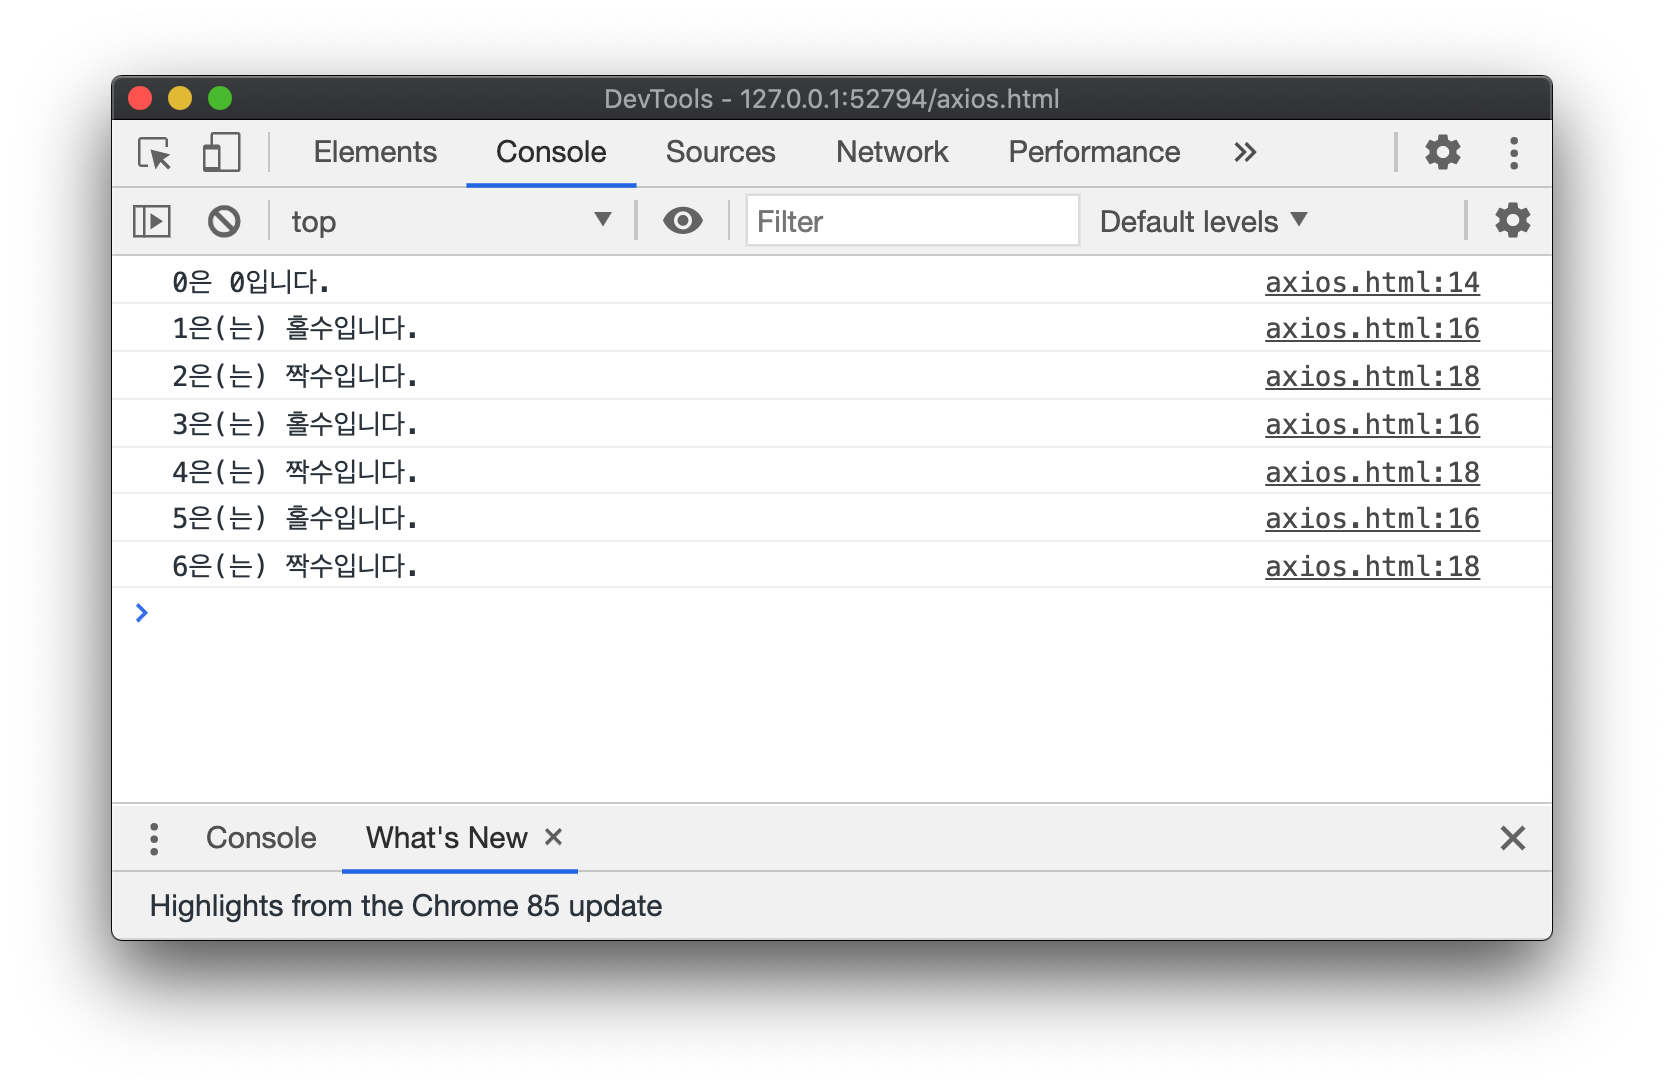 DevTools - 127.0.0.1:52794/axios.html
Elements Console Sources Network Performance »
top ▼ Filter Default levels ▼
0은 0입니다. axios.html:14
1은(는) 홀수입니다. axios.html:16
2은(는) 짝수입니다. axios.html:18
3은(는) 홀수입니다. axios.html:16
4은(는) 짝수입니다. axios.html:18
5은(는) 홀수입니다. axios.html:16
6은(는) 짝수입니다. axios.html:18
Console What's New ×
Highlights from the Chrome 85 update